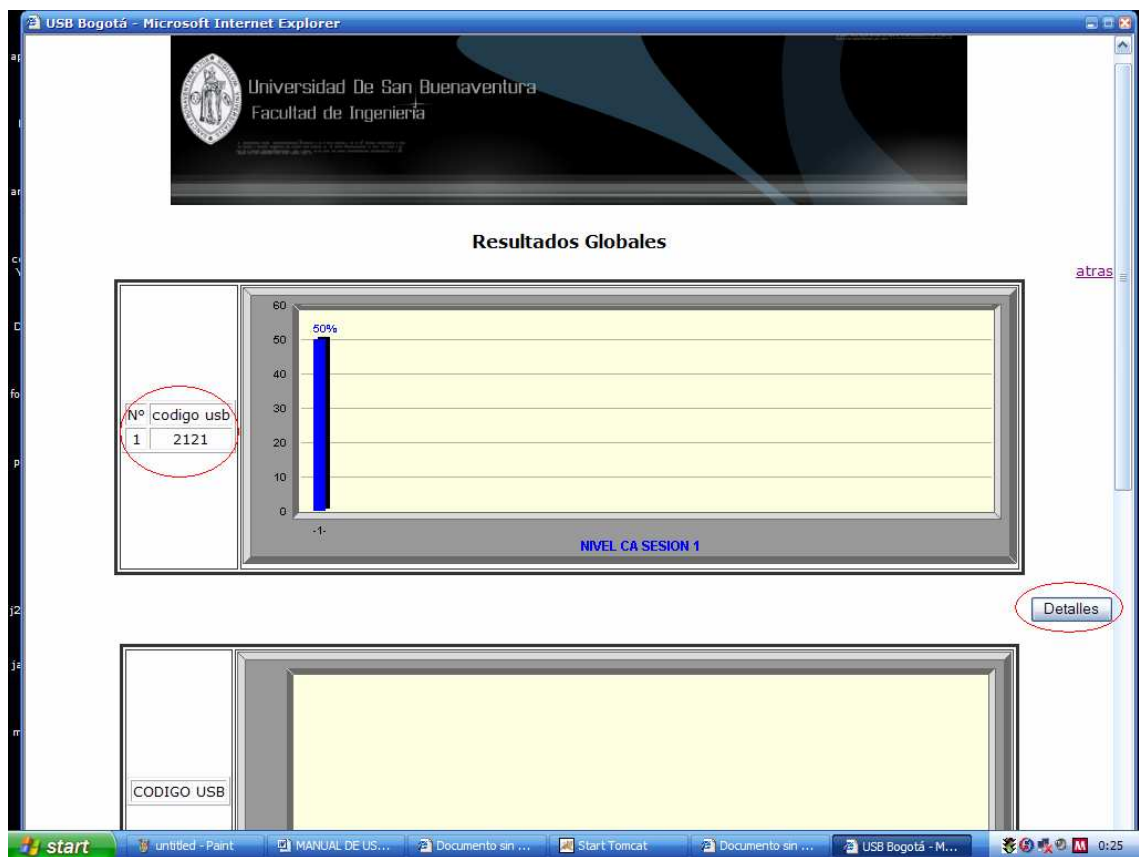 USB Bogotá - Microsoft Internet Explorer
Universidad De San Buenaventura
Facultad de Ingeniería
Resultados Globales
atras
60
50%
50
40
30
20
10
0
-1-
NIVEL CA SESION 1
Nº codigo usb
1 2121
Detalles
CODIGO USB
start
untitled - Paint
MANUAL DE US...
Documento sin ...
Start Tomcat
Documento sin ...
USB Bogotá - M...
0:25